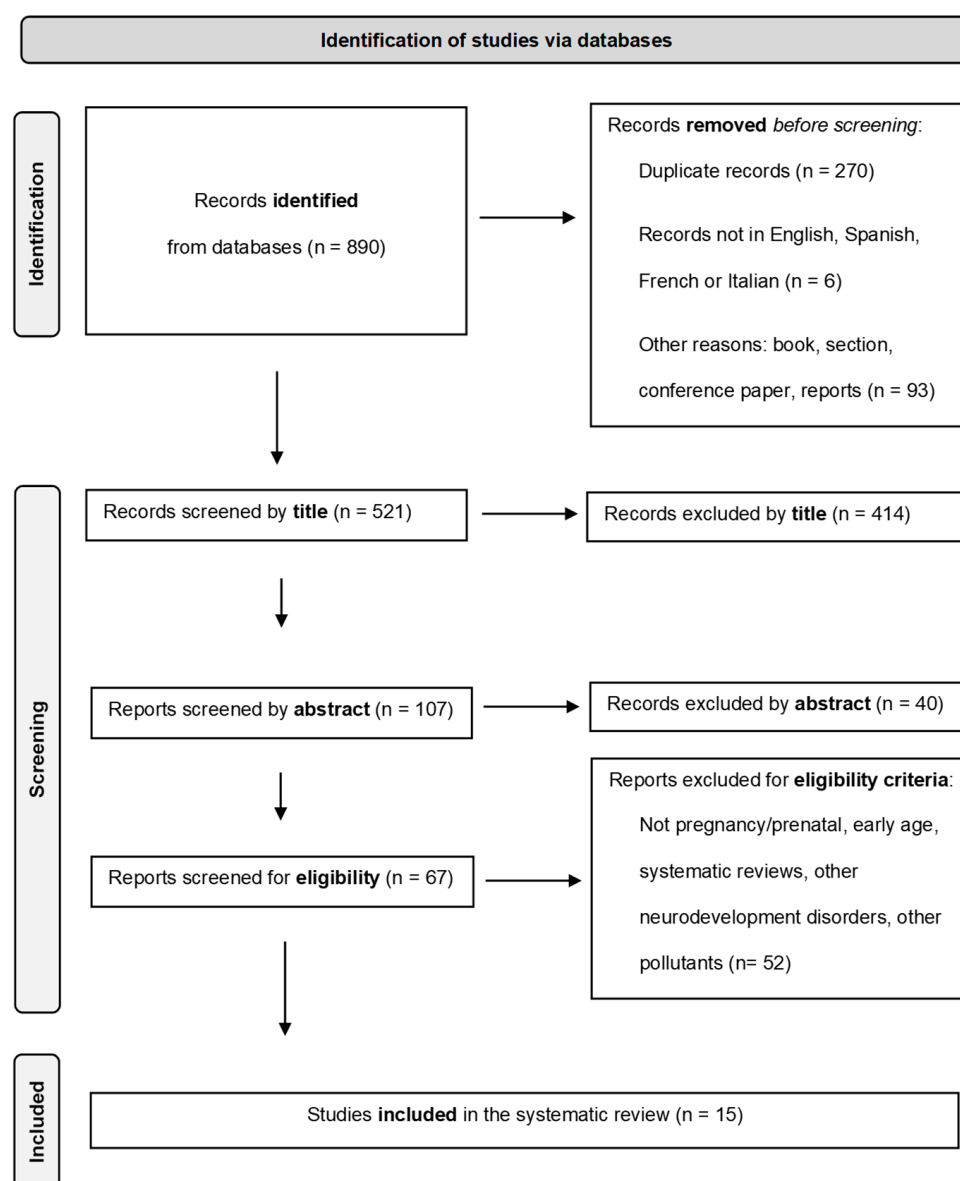 Identification of studies via databases
Identification
Records identified
from databases (n = 890)
Records removed before screening:
Duplicate records (n = 270)
Records not in English, Spanish,
French or Italian (n = 6)
Other reasons: book, section,
conference paper, reports (n = 93)
Screening
Records screened by title (n = 521)
Records excluded by title (n = 414)
Reports screened by abstract (n = 107)
Records excluded by abstract (n = 40)
Reports screened for eligibility (n = 67)
Reports excluded for eligibility criteria:
Not pregnancy/prenatal, early age,
systematic reviews, other
neurodevelopment disorders, other
pollutants (n= 52)
Included
Studies included in the systematic review (n = 15)